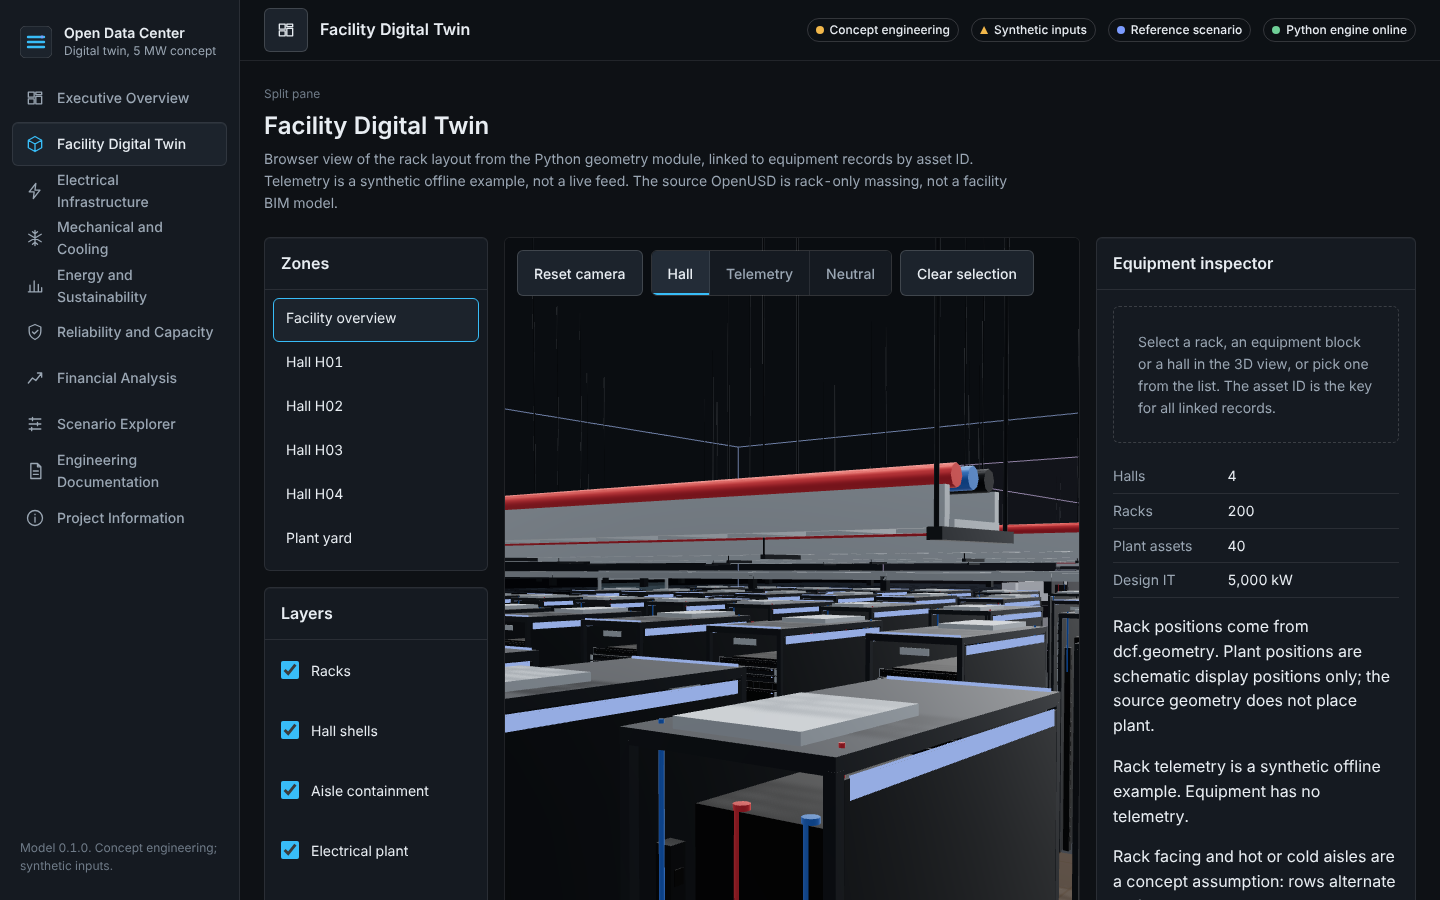 Open Data Center
Digital twin, 5 MW concept
Executive Overview
Facility Digital Twin
Electrical
Infrastructure
Mechanical and
Cooling
Energy and
Sustainability
Reliability and Capacity
Financial Analysis
Scenario Explorer
Engineering
Documentation
Project Information
Model 0.1.0. Concept engineering;
synthetic inputs.
Facility Digital Twin
Concept engineering
Synthetic inputs
Reference scenario
Python engine online
Split pane
Facility Digital Twin
Browser view of the rack layout from the Python geometry module, linked to equipment records by asset ID.
Telemetry is a synthetic offline example, not a live feed. The source OpenUSD is rack-only massing, not a facility
BIM model.
Zones
Facility overview
Hall H01
Hall H02
Hall H03
Hall H04
Plant yard
Layers
Racks
Hall shells
Aisle containment
Electrical plant
Reset camera
Hall
Telemetry
Neutral
Clear selection
Equipment inspector
Select a rack, an equipment block
or a hall in the 3D view, or pick one
from the list. The asset ID is the key
for all linked records.
Halls 4
Racks 200
Plant assets 40
Design IT 5,000 kW
Rack positions come from
dcf.geometry. Plant positions are
schematic display positions only; the
source geometry does not place
plant.
Rack telemetry is a synthetic offline
example. Equipment has no
telemetry.
Rack facing and hot or cold aisles are
a concept assumption: rows alternate